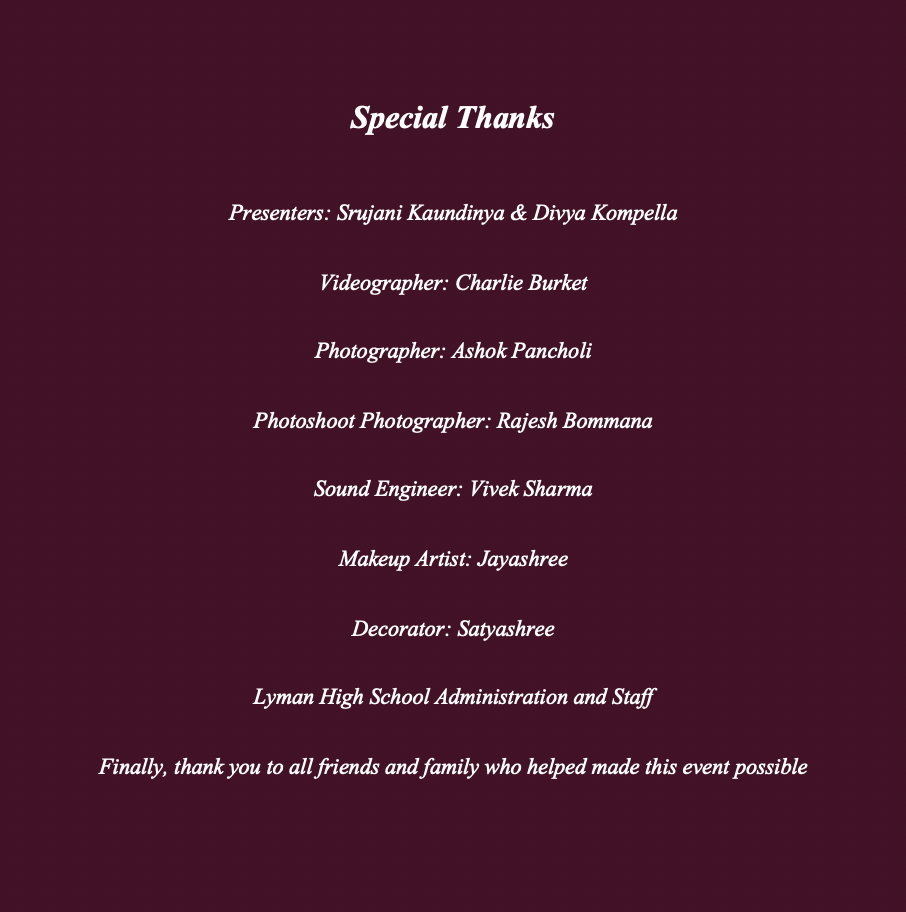 Special Thanks
Presenters: Srujani Kaundinya & Divya Kompella
Videographer: Charlie Burket
Photographer: Ashok Pancholi
Photoshoot Photographer: Rajesh Bommana
Sound Engineer: Vivek Sharma
Makeup Artist: Jayashree
Decorator: Satyashree
Lyman High School Administration and Staff
Finally, thank you to all friends and family who helped made this event possible